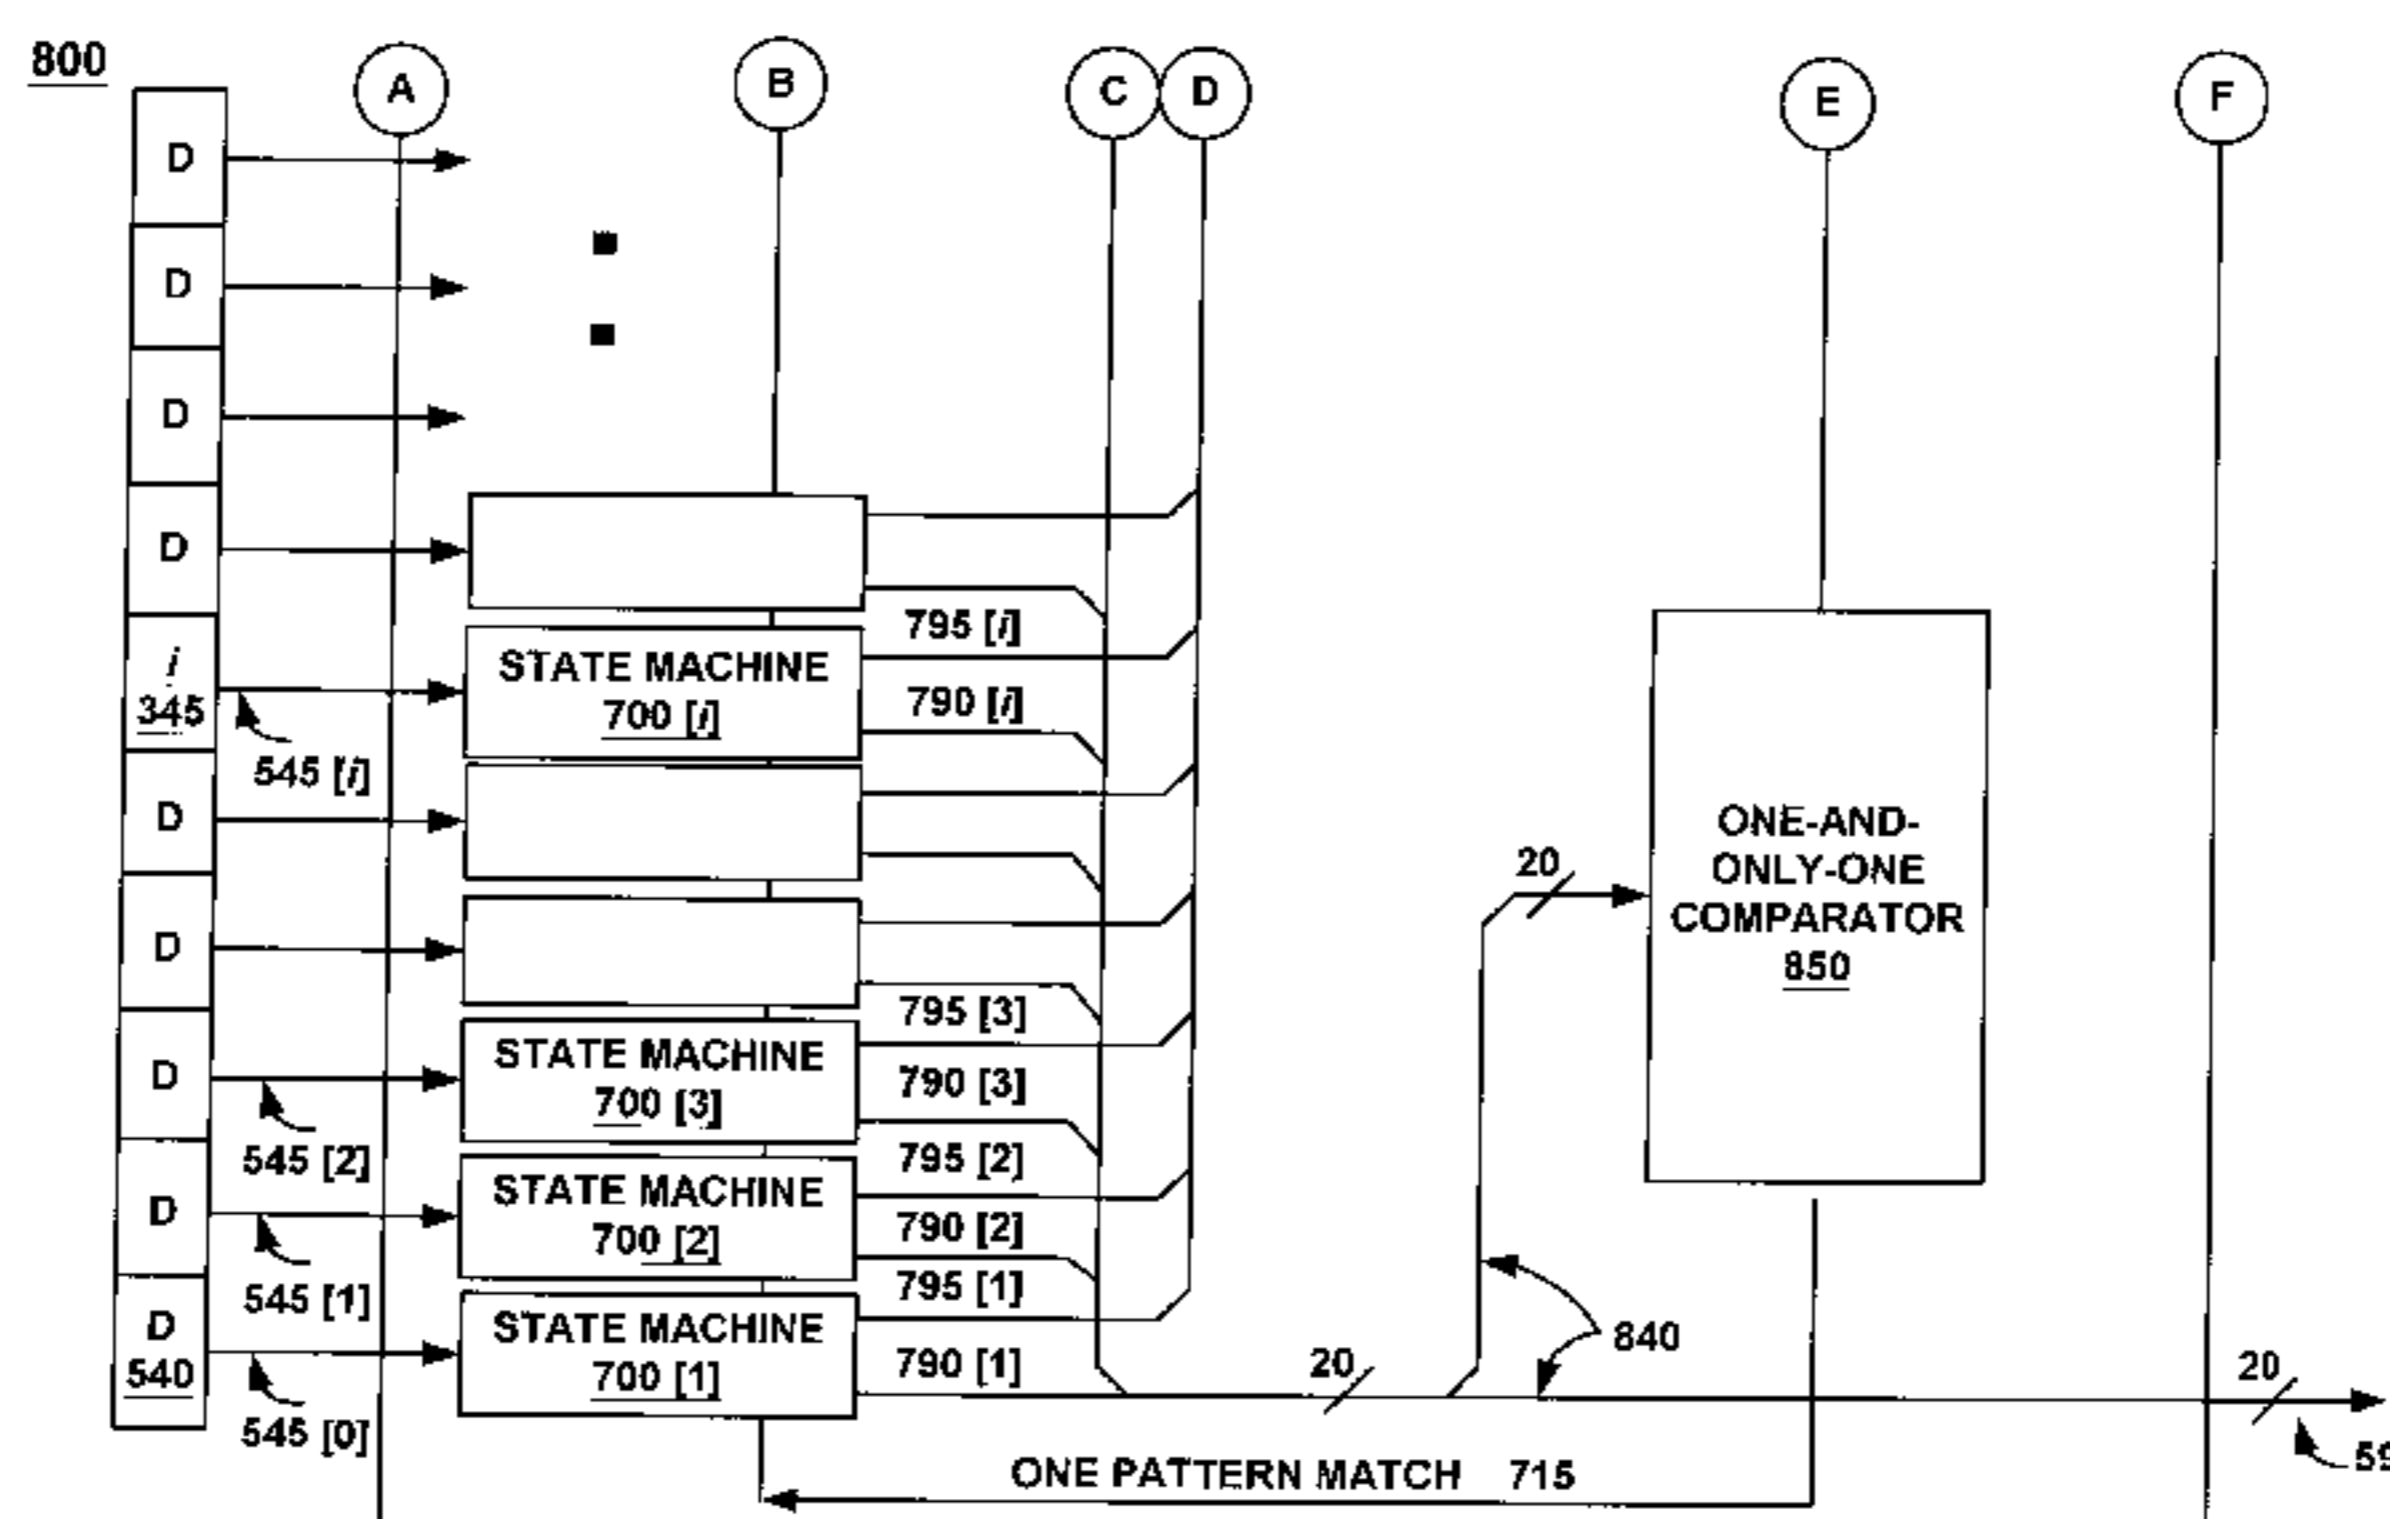 800
A
B
C
D
E
F
D
D
D
D
795 [i]
i
345
STATE MACHINE
700 [i]
790 [i]
545 [i]
D
ONE-AND-
ONLY-ONE
COMPARATOR
850
20
D
795 [3]
D
STATE MACHINE
700 [3]
790 [3]
545 [2]
795 [2]
D
STATE MACHINE
700 [2]
790 [2]
545 [1]
795 [1]
D
540
STATE MACHINE
700 [1]
790 [1]
20
840
20
545 [0]
ONE PATTERN MATCH 715